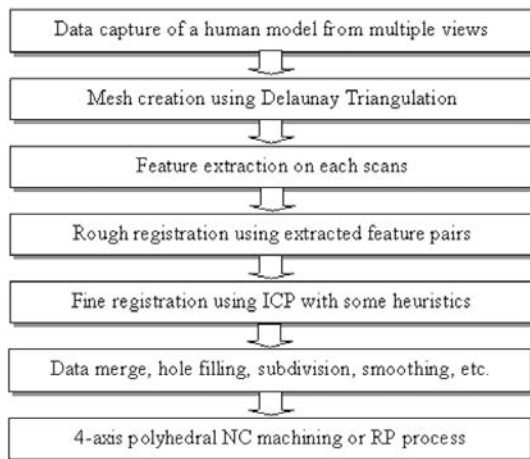 Data capture of a human model from multiple views
Mesh creation using Delaunay Triangulation
Feature extraction on each scans
Rough registration using extracted feature pairs
Fine registration using ICP with some heuristics
Data merge, hole filling, subdivision, smoothing, etc.
4-axis polyhedral NC machining or RP process